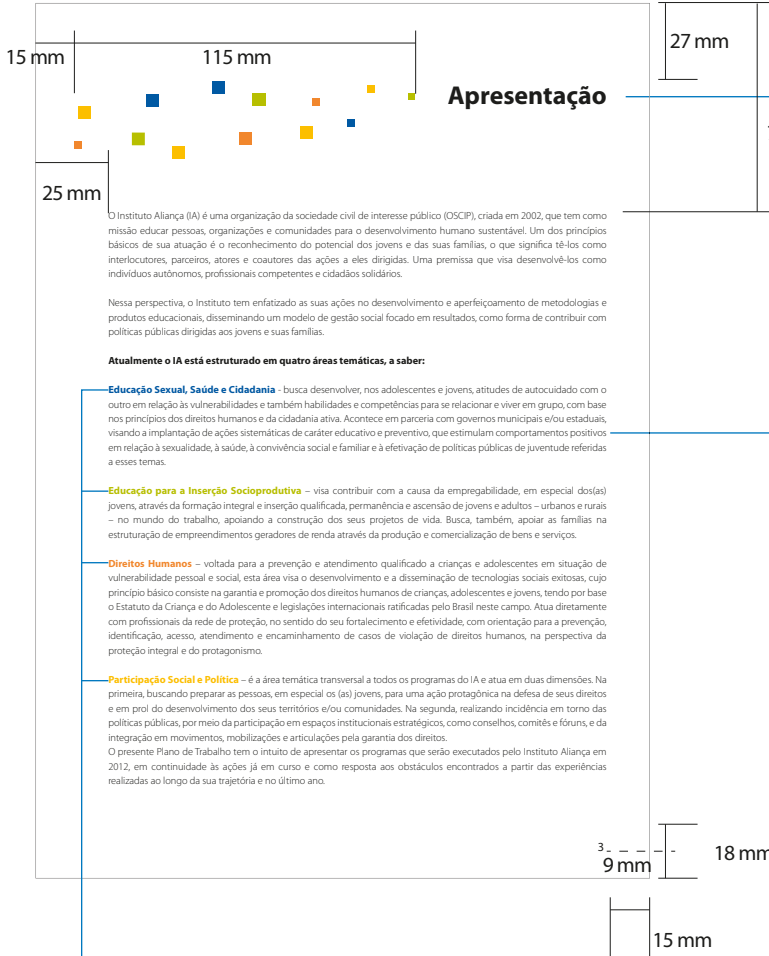 27 mm
15 mm
115 mm
Apresentação
25 mm
O Instituto Aliança (IA) é uma organização da sociedade civil de interesse público (OSCIP), criada em 2002, que tem como
missão educar pessoas, organizações e comunidades para o desenvolvimento humano sustentável. Um dos princípios
básicos de sua atuação é o reconhecimento do potencial dos jovens e das suas famílias, o que significa tê-los como
interlocutores, parceiros, atores e coautores das ações a eles dirigidas. Uma premissa que visa desenvolvê-los como
indivíduos autônomos, profissionais competentes e cidadãos solidários.
Nessa perspectiva, o Instituto tem enfatizado as suas ações no desenvolvimento e aperfeiçoamento de metodologias e
produtos educacionais, disseminando um modelo de gestão social focado em resultados, como forma de contribuir com
políticas públicas dirigidas aos jovens e suas famílias.
Atualmente o IA está estruturado em quatro áreas temáticas, a saber:
Educação Sexual, Saúde e Cidadania - busca desenvolver, nos adolescentes e jovens, atitudes de autocuidado com o
outro em relação às vulnerabilidades e também habilidades e competências para se relacionar e viver em grupo, com base
nos princípios dos direitos humanos e da cidadania ativa. Acontece em parceria com governos municipais e/ou estaduais,
visando a implantação de ações sistemáticas de caráter educativo e preventivo, que estimulam comportamentos positivos
em relação à sexualidade, à saúde, à convivência social e familiar e à efetivação de políticas públicas de juventude referidas
a esses temas.
Educação para a Inserção Socioprodutiva – visa contribuir com a causa da empregabilidade, em especial dos(as)
jovens, através da formação integral e inserção qualificada, permanência e ascensão de jovens e adultos – urbanos e rurais
– no mundo do trabalho, apoiando a construção dos seus projetos de vida. Busca, também, apoiar as famílias na
estruturação de empreendimentos geradores de renda através da produção e comercialização de bens e serviços.
Direitos Humanos – voltada para a prevenção e atendimento qualificado a crianças e adolescentes em situação de
vulnerabilidade pessoal e social, esta área visa o desenvolvimento e a disseminação de tecnologias sociais exitosas, cujo
princípio básico consiste na garantia e promoção dos direitos humanos de crianças, adolescentes e jovens, tendo por base
o Estatuto da Criança e do Adolescente e legislações internacionais ratificadas pelo Brasil neste campo. Atua diretamente
com profissionais da rede de proteção, no sentido do seu fortalecimento e efetividade, com orientação para a prevenção,
identificação, acesso, atendimento e encaminhamento de casos de violação de direitos humanos, na perspectiva da
proteção integral e do protagonismo.
Participação Social e Política – é a área temática transversal a todos os programas do IA e atua em duas dimensões. Na
primeira, buscando preparar as pessoas, em especial os (as) jovens, para uma ação protagônica na defesa de seus direitos
e em prol do desenvolvimento dos seus territórios e/ou comunidades. Na segunda, realizando incidência em torno das
políticas públicas, por meio da participação em espaços institucionais estratégicos, como conselhos, comitês e fóruns, e da
integração em movimentos, mobilizações e articulações pela garantia dos direitos.
O presente Plano de Trabalho tem o intuito de apresentar os programas que serão executados pelo Instituto Aliança em
2012, em continuidade às ações já em curso e como resposta aos obstáculos encontrados a partir das experiências
realizadas ao longo da sua trajetória e no último ano.
3
9 mm
18 mm
15 mm